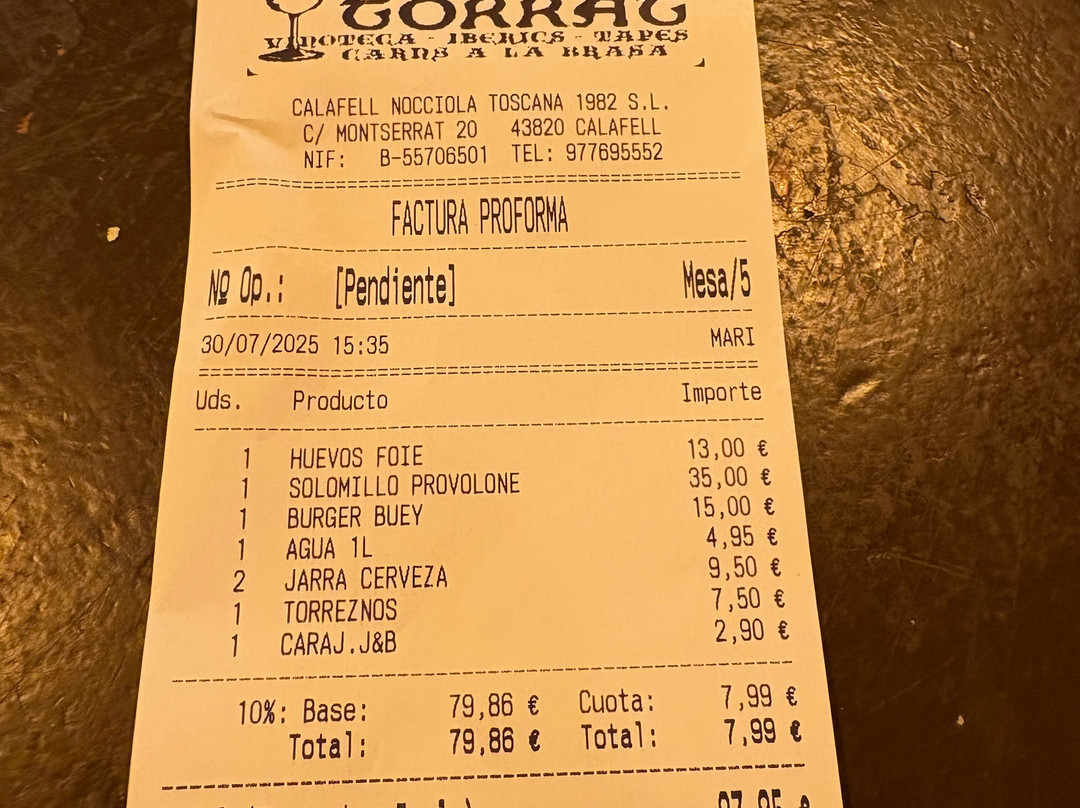 TORRAT
VINOTECA - IBERICS - TAPES
CARNS A LA BRASA
CALAFELL NOCCIOLA TOSCANA 1982 S.L.
C/ MONTSERRAT 20 43820 CALAFELL
NIF: B-55706501 TEL: 977695552
FACTURA PROFORMA
Nº Op.: [Pendiente] Mesa/5
30/07/2025 15:35 MARI
Uds. Producto Importe
1 HUEVOS FOIE 13,00 €
1 SOLOMILLO PROVOLONE 35,00 €
1 BURGER BUEY 15,00 €
1 AGUA 1L 4,95 €
2 JARRA CERVEZA 9,50 €
1 TORREZNOS 7,50 €
1 CARAJ.J&B 2,90 €
10%: Base: 79,86 € Cuota: 7,99 €
Total: 79,86 € Total: 7,99 €